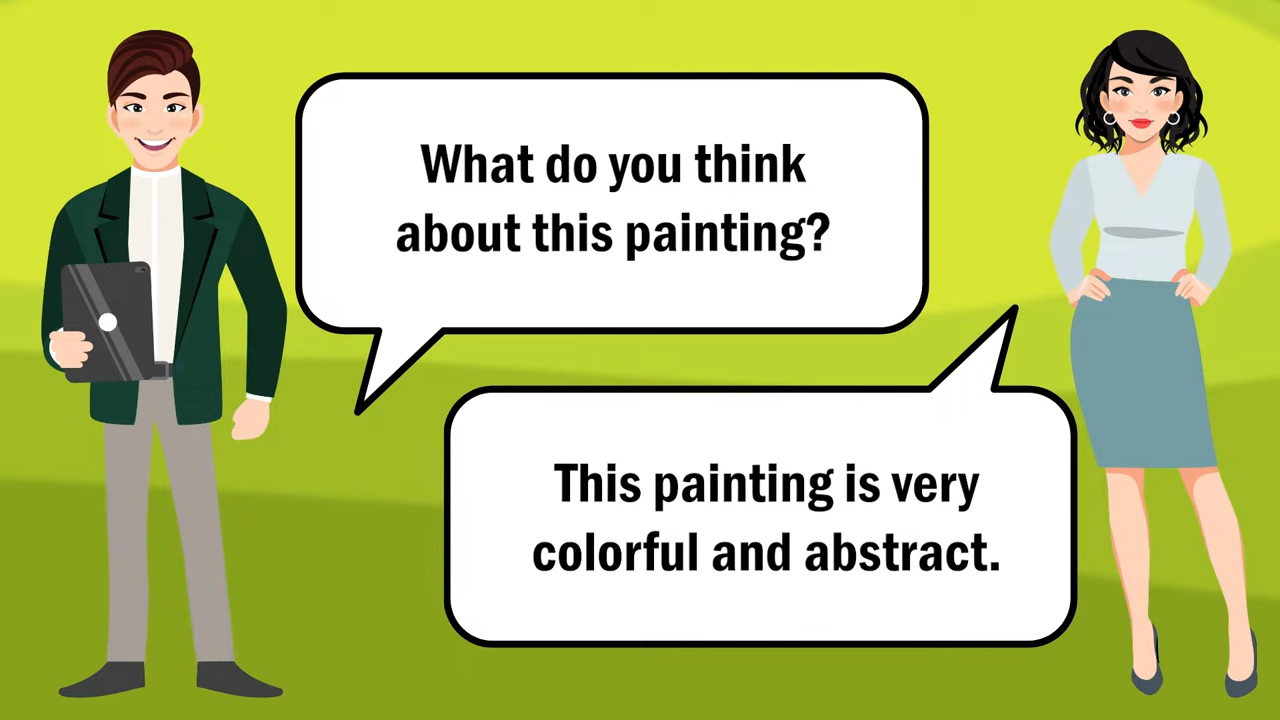 What do you think
about this painting?
This painting is very
colorful and abstract.